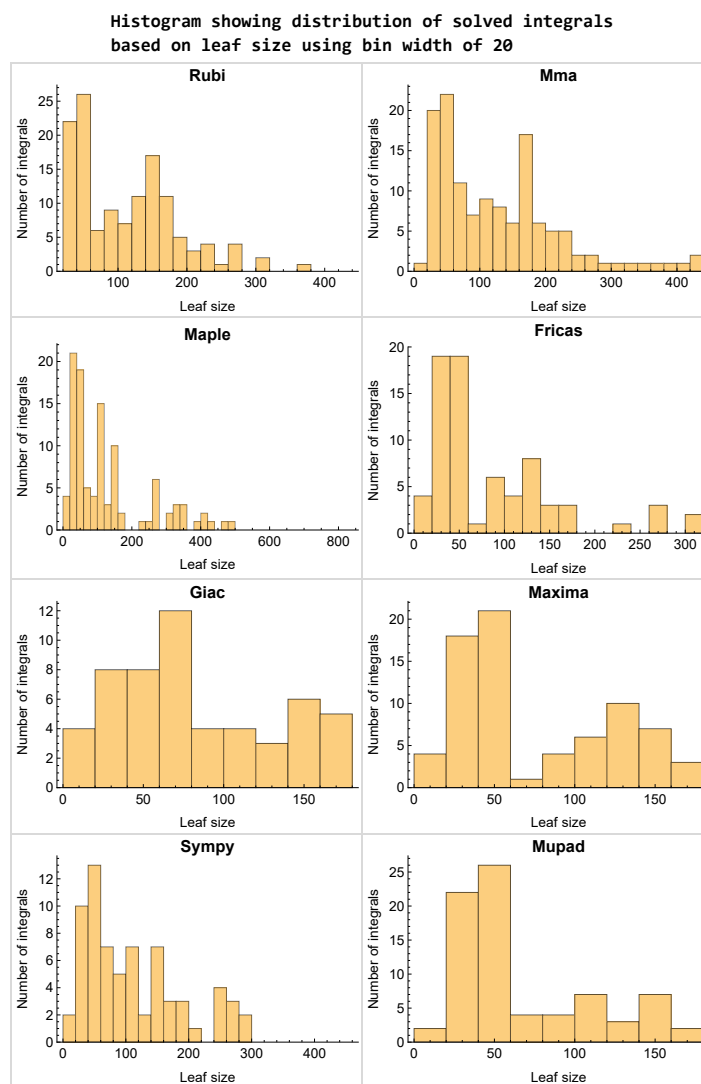 Histogram showing distribution of solved integrals
based on leaf size using bin width of 20
Rubi
Number of integrals
0 5 10 15 20 25
100 200 300 400
Leaf size
Mma
Number of integrals
0 5 10 15 20
0 100 200 300 400
Leaf size
Maple
Number of integrals
0 5 10 15 20
0 200 400 600 800
Leaf size
Fricas
Number of integrals
0 5 10 15 20
0 50 100 150 200 250 300
Leaf size
Giac
Number of integrals
0 2 4 6 8 10 12
0 50 100 150
Leaf size
Maxima
Number of integrals
0 5 10 15 20
0 50 100 150
Leaf size
Sympy
Number of integrals
0 2 4 6 8 10 12
0 100 200 300 400
Leaf size
Mupad
Number of integrals
0 5 10 15 20 25
0 50 100 150
Leaf size